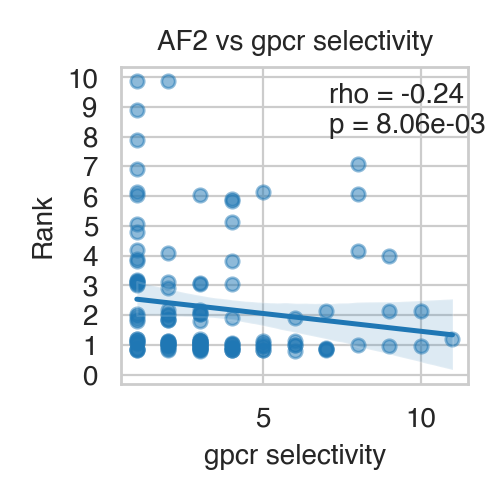 AF2 vs gpcr selectivity
rho = -0.24
p = 8.06e-03
10
9
8
7
6
5
4
3
2
1
0
Rank
5 10
gpcr selectivity